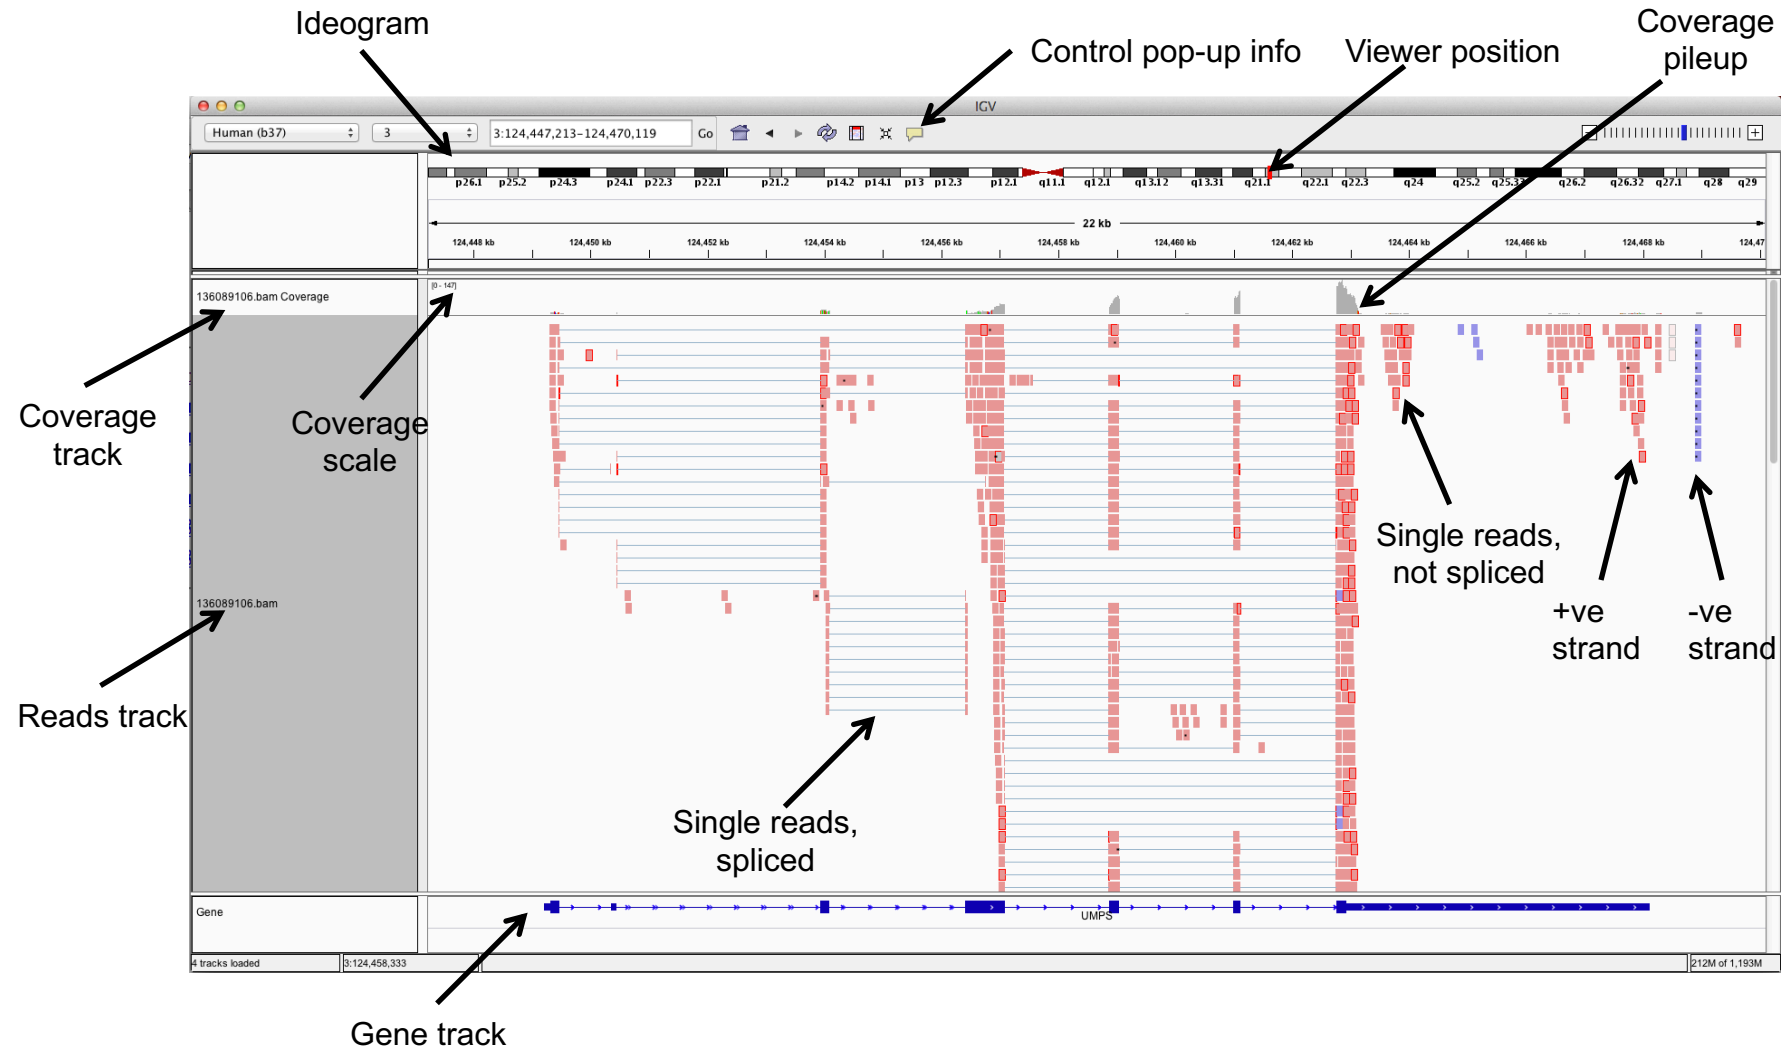 Ideogram
Control pop-up info
Viewer position
Coverage
pileup
IGV
Human (b37)
3
3:124,447,213-124,470,119
Go
p26.1 p25.2 p24.3 p24.1 p22.3 p22.1 p21.2 p14.2 p14.1 p13 p12.3 p12.1 q11.1 q12.1 q13.12 q13.31 q21.1 q22.1 q22.3 q24 q25.2 q25.33 q26.2 q26.32 q27.1 q28 q29
22 kb
124,448 kb 124,450 kb 124,452 kb 124,454 kb 124,456 kb 124,458 kb 124,460 kb 124,462 kb 124,464 kb 124,466 kb 124,468 kb 124,47
[0 - 147]
136089106.bam Coverage
Coverage
track
Coverage
scale
Single reads,
not spliced
+ve
strand
-ve
strand
136089106.bam
Reads track
Single reads,
spliced
Gene
UMPS
4 tracks loaded
3:124,458,333
212M of 1,193M
Gene track